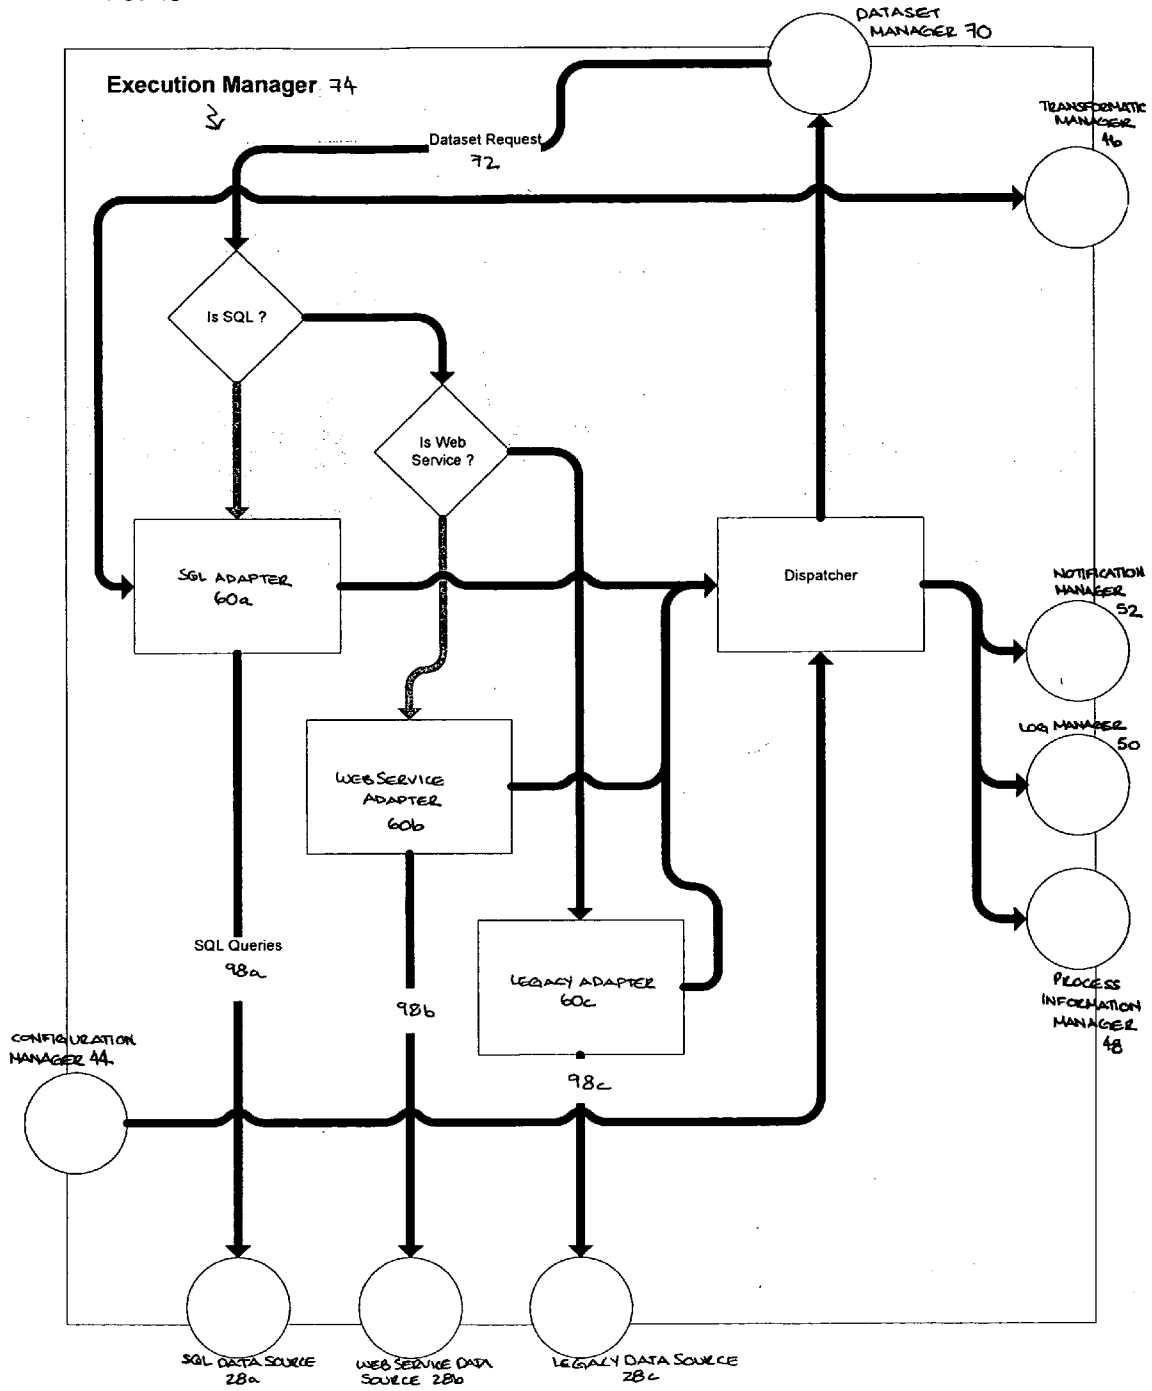 DATASET
MANAGER 70
Execution Manager 74
TRANSFORMATIC
MANAGER
46
Dataset Request
72
Is SQL ?
Is Web
Service ?
SQL ADAPTER
60a
Dispatcher
NOTIFICATION
MANAGER
52
LOG MANAGER
50
WEB SERVICE
ADAPTER
60b
SQL Queries
98a
LEGACY ADAPTER
60c
98b
PROCESS
INFORMATION
MANAGER
48
CONFIGURATION
MANAGER 44
98c
SQL DATA SOURCE
28a
WEB SERVICE DATA
SOURCE 28b
LEGACY DATA SOURCE
28c